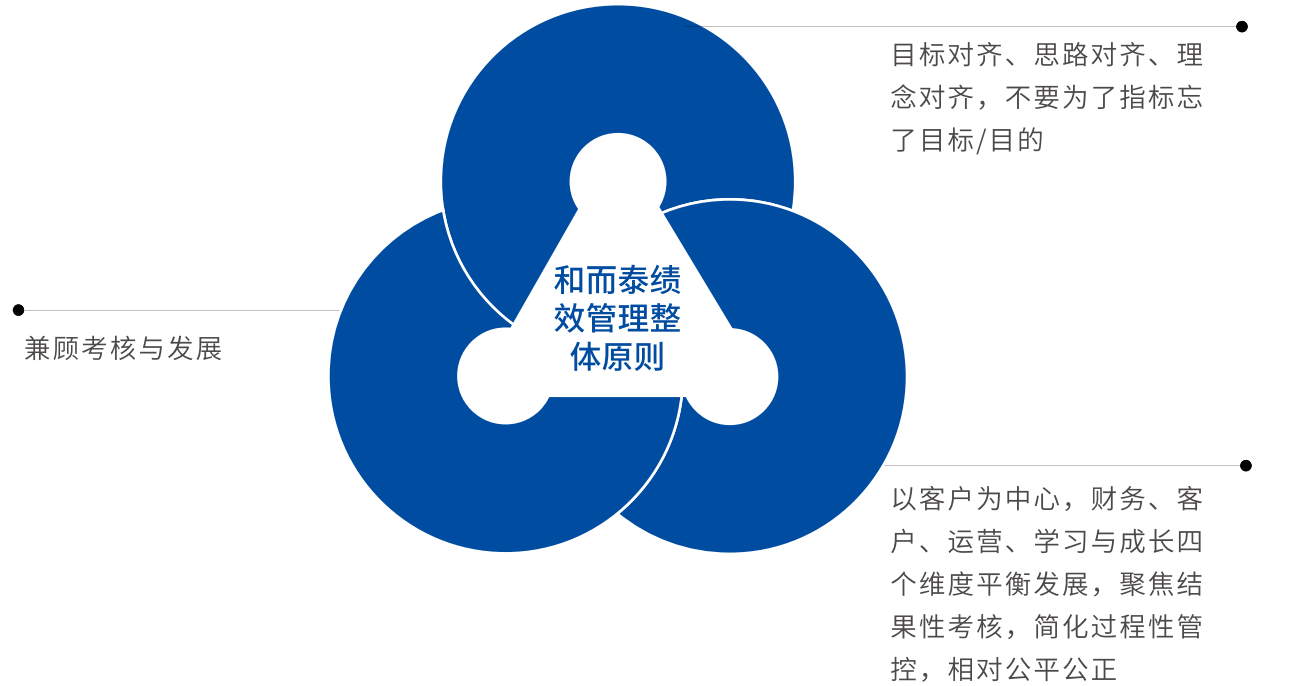 目标对齐、思路对齐、理
念对齐，不要为了指标忘
了目标/目的
和而泰绩
效管理整
体原则
兼顾考核与发展
以客户为中心，财务、客
户、运营、学习与成长四
个维度平衡发展，聚焦结
果性考核，简化过程性管
控，相对公平公正